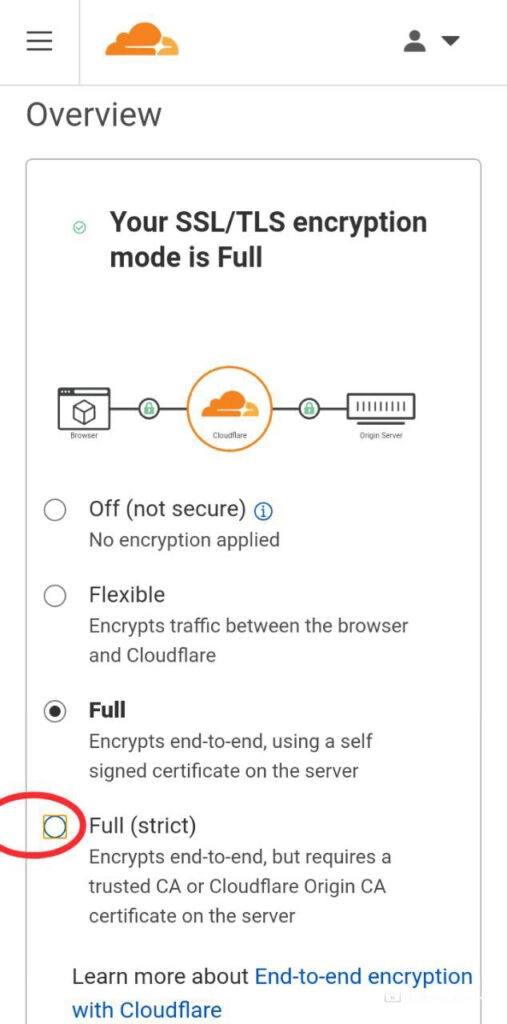 Overview
Your SSL/TLS encryption
mode is Full
Browser
Cloudflare
Origin Server
Off (not secure)
No encryption applied
Flexible
Encrypts traffic between the browser
and Cloudflare
Full
Encrypts end-to-end, using a self
signed certificate on the server
Full (strict)
Encrypts end-to-end, but requires a
trusted CA or Cloudflare Origin CA
certificate on the server
Learn more about End-to-end encryption
with Cloudflare